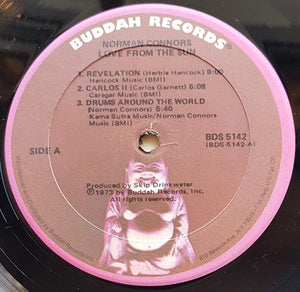 BUDDAH RECORDS®
NORMAN CONNORS
LOVE FROM THE SUN
1. REVELATION (Herbie Hancock) 9:00
Hancock Music (BMI)
2. CARLOS II (Carlos Garnett) 6:08
Caragar Music (BMI)
3. DRUMS AROUND THE WORLD
(Norman Connors) 5:40
Kama Sutra Music/Norman Connors
Music (BMI)
BDS 5142
SIDE A
(BDS-5142-A)
Produced by Skip Drinkwater
℗1973 by Buddah Records, Inc.
All rights reserved.